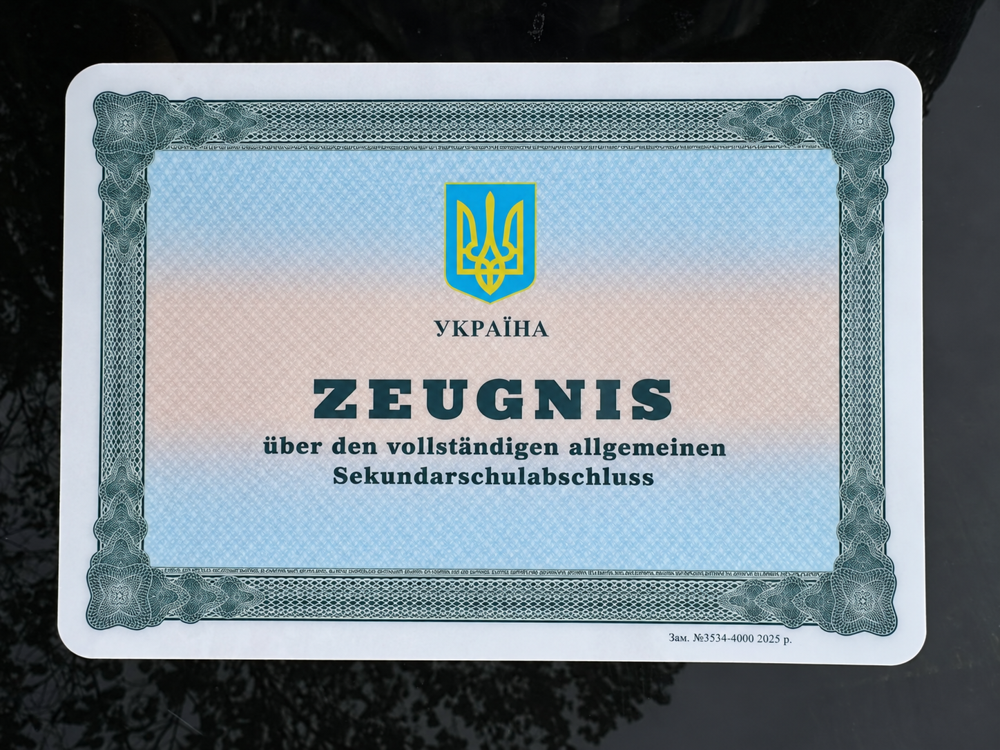 УКРАЇНА
ZEUGNIS
über den vollständigen allgemeinen
Sekundarschulabschluss
Зам. №3534-4000 2025 р.